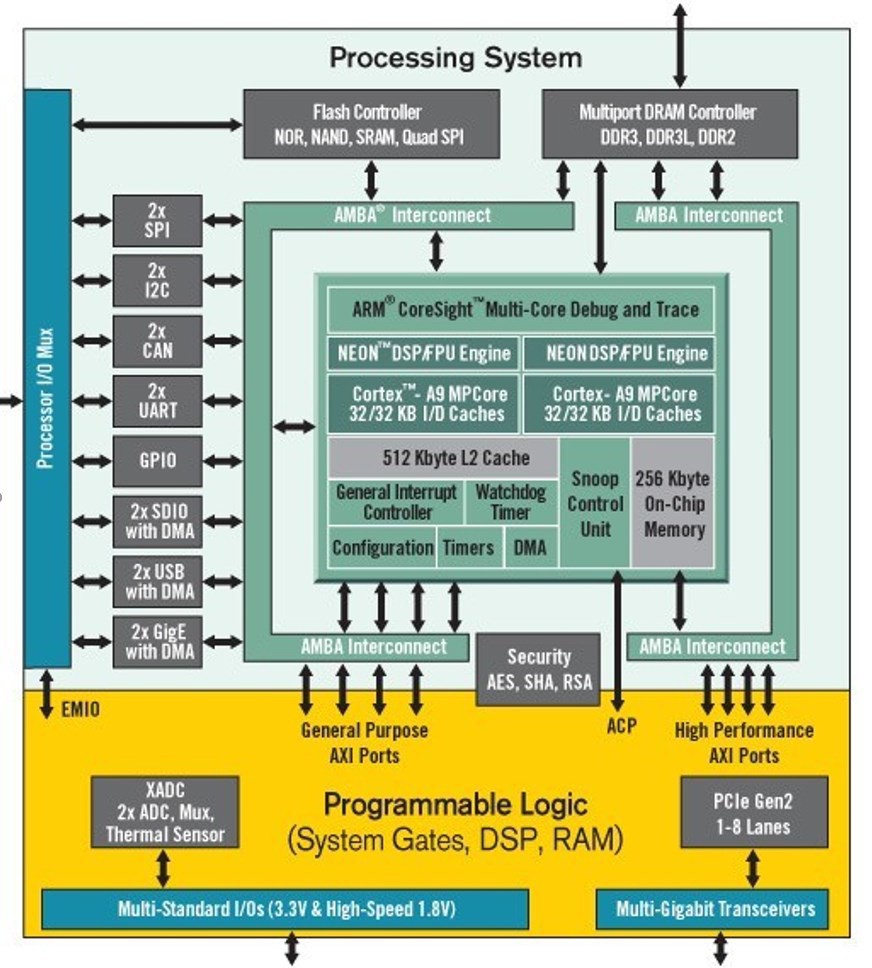 Processing System
Flash Controller
NOR, NAND, SRAM, Quad SPI
Multiport DRAM Controller
DDR3, DDR3L, DDR2
AMBA® Interconnect
AMBA Interconnect
Processor I/O Mux
2x
SPI
2x
I2C
2x
CAN
2x
UART
GPIO
2x SDIO
with DMA
2x USB
with DMA
2x GigE
with DMA
ARM® CoreSight™ Multi-Core Debug and Trace
NEON™ DSP/FPU Engine
NEON DSP/FPU Engine
Cortex™- A9 MPCore
32/32 KB I/D Caches
Cortex- A9 MPCore
32/32 KB I/D Caches
512 Kbyte L2 Cache
General Interrupt
Controller
Watchdog
Timer
Configuration
Timers
DMA
Snoop
Control
Unit
256 Kbyte
On-Chip
Memory
AMBA Interconnect
Security
AES, SHA, RSA
AMBA Interconnect
EMIO
General Purpose
AXI Ports
ACP
High Performance
AXI Ports
XADC
2x ADC, Mux,
Thermal Sensor
Programmable Logic
(System Gates, DSP, RAM)
PCIe Gen2
1-8 Lanes
Multi-Standard I/Os (3.3V & High-Speed 1.8V)
Multi-Gigabit Transceivers